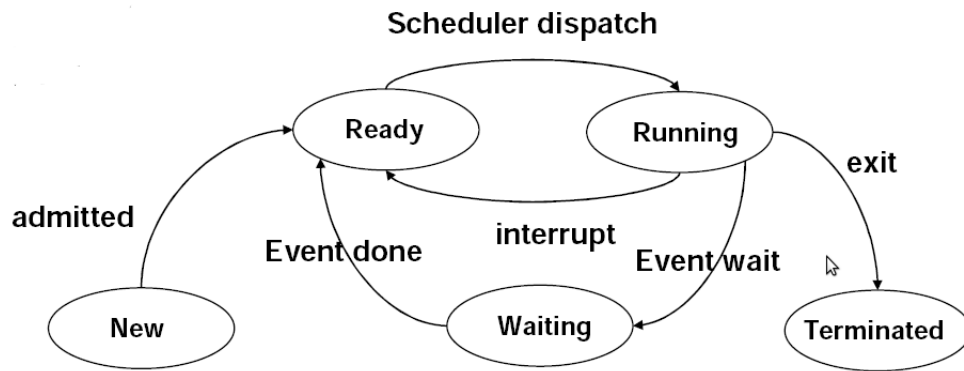 Scheduler dispatch
Ready
Running
exit
admitted
interrupt
Event done
Event wait
New
Waiting
Terminated